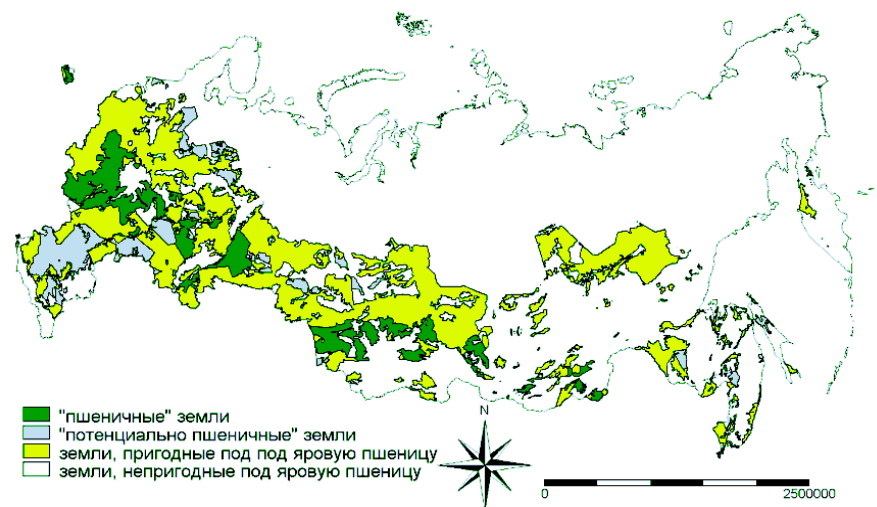 "пшеничные" земли
"потенциально пшеничные" земли
земли, пригодные под под яровую пшеницу
земли, непригодные под яровую пшеницу
N
0 2500000